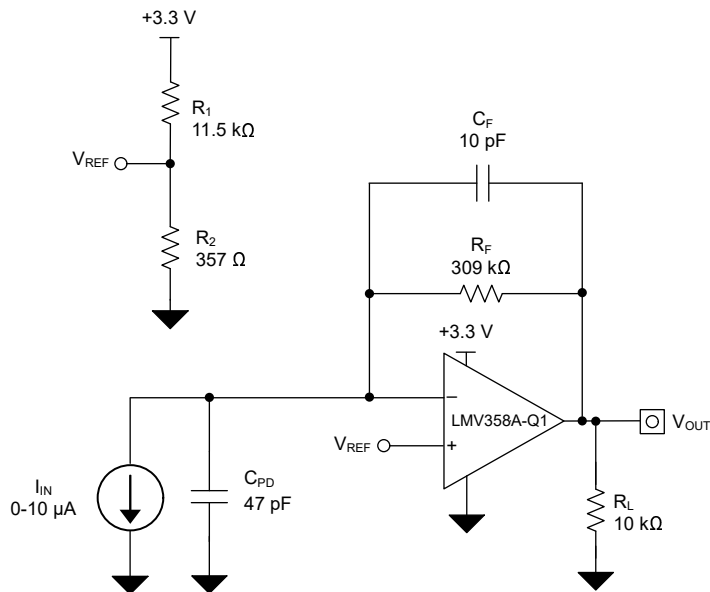 +3.3 V
R1
11.5 kΩ
VREF
R2
357 Ω
CF
10 pF
RF
309 kΩ
+3.3 V
−
LMV358A-Q1
VOUT
VREF
+
IIN
0-10 µA
CPD
47 pF
RL
10 kΩ